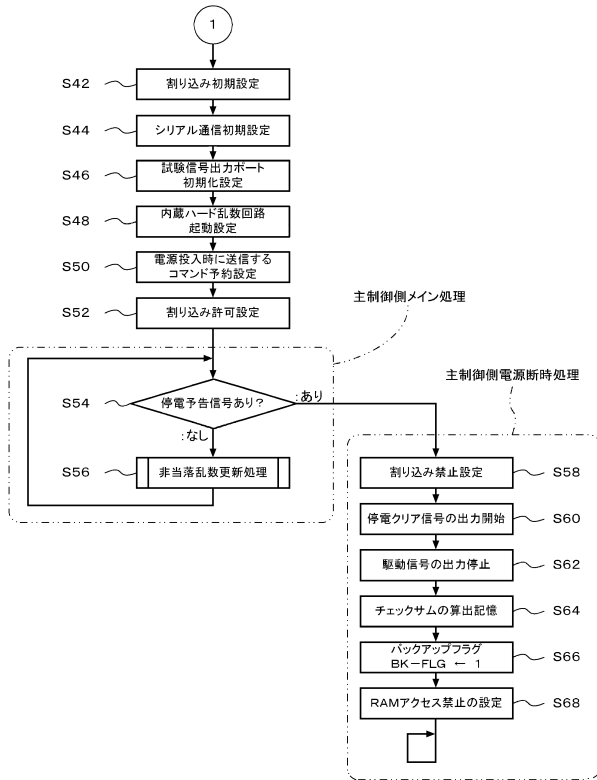 1
S42
割り込み初期設定
S44
シリアル通信初期設定
S46
試験信号出力ポート
初期化設定
S48
内蔵ハード乱数回路
起動設定
S50
電源投入時に送信する
コマンド予約設定
S52
割り込み許可設定
主制御側メイン処理
S54
停電予告信号あり？
：あり
：なし
S56
非当落乱数更新処理
主制御側電源断時処理
割り込み禁止設定
S58
停電クリア信号の出力開始
S60
駆動信号の出力停止
S62
チェックサムの算出記憶
S64
バックアップフラグ
BK－FLG ← 1
S66
RAMアクセス禁止の設定
S68